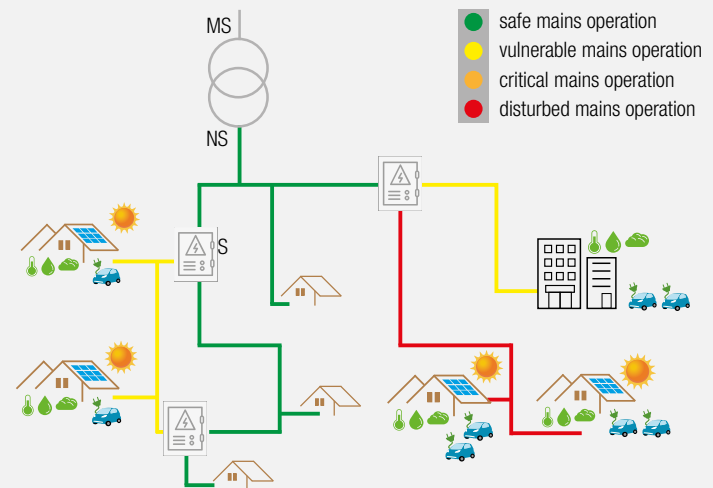 MS
safe mains operation
vulnerable mains operation
critical mains operation
disturbed mains operation
NS
S